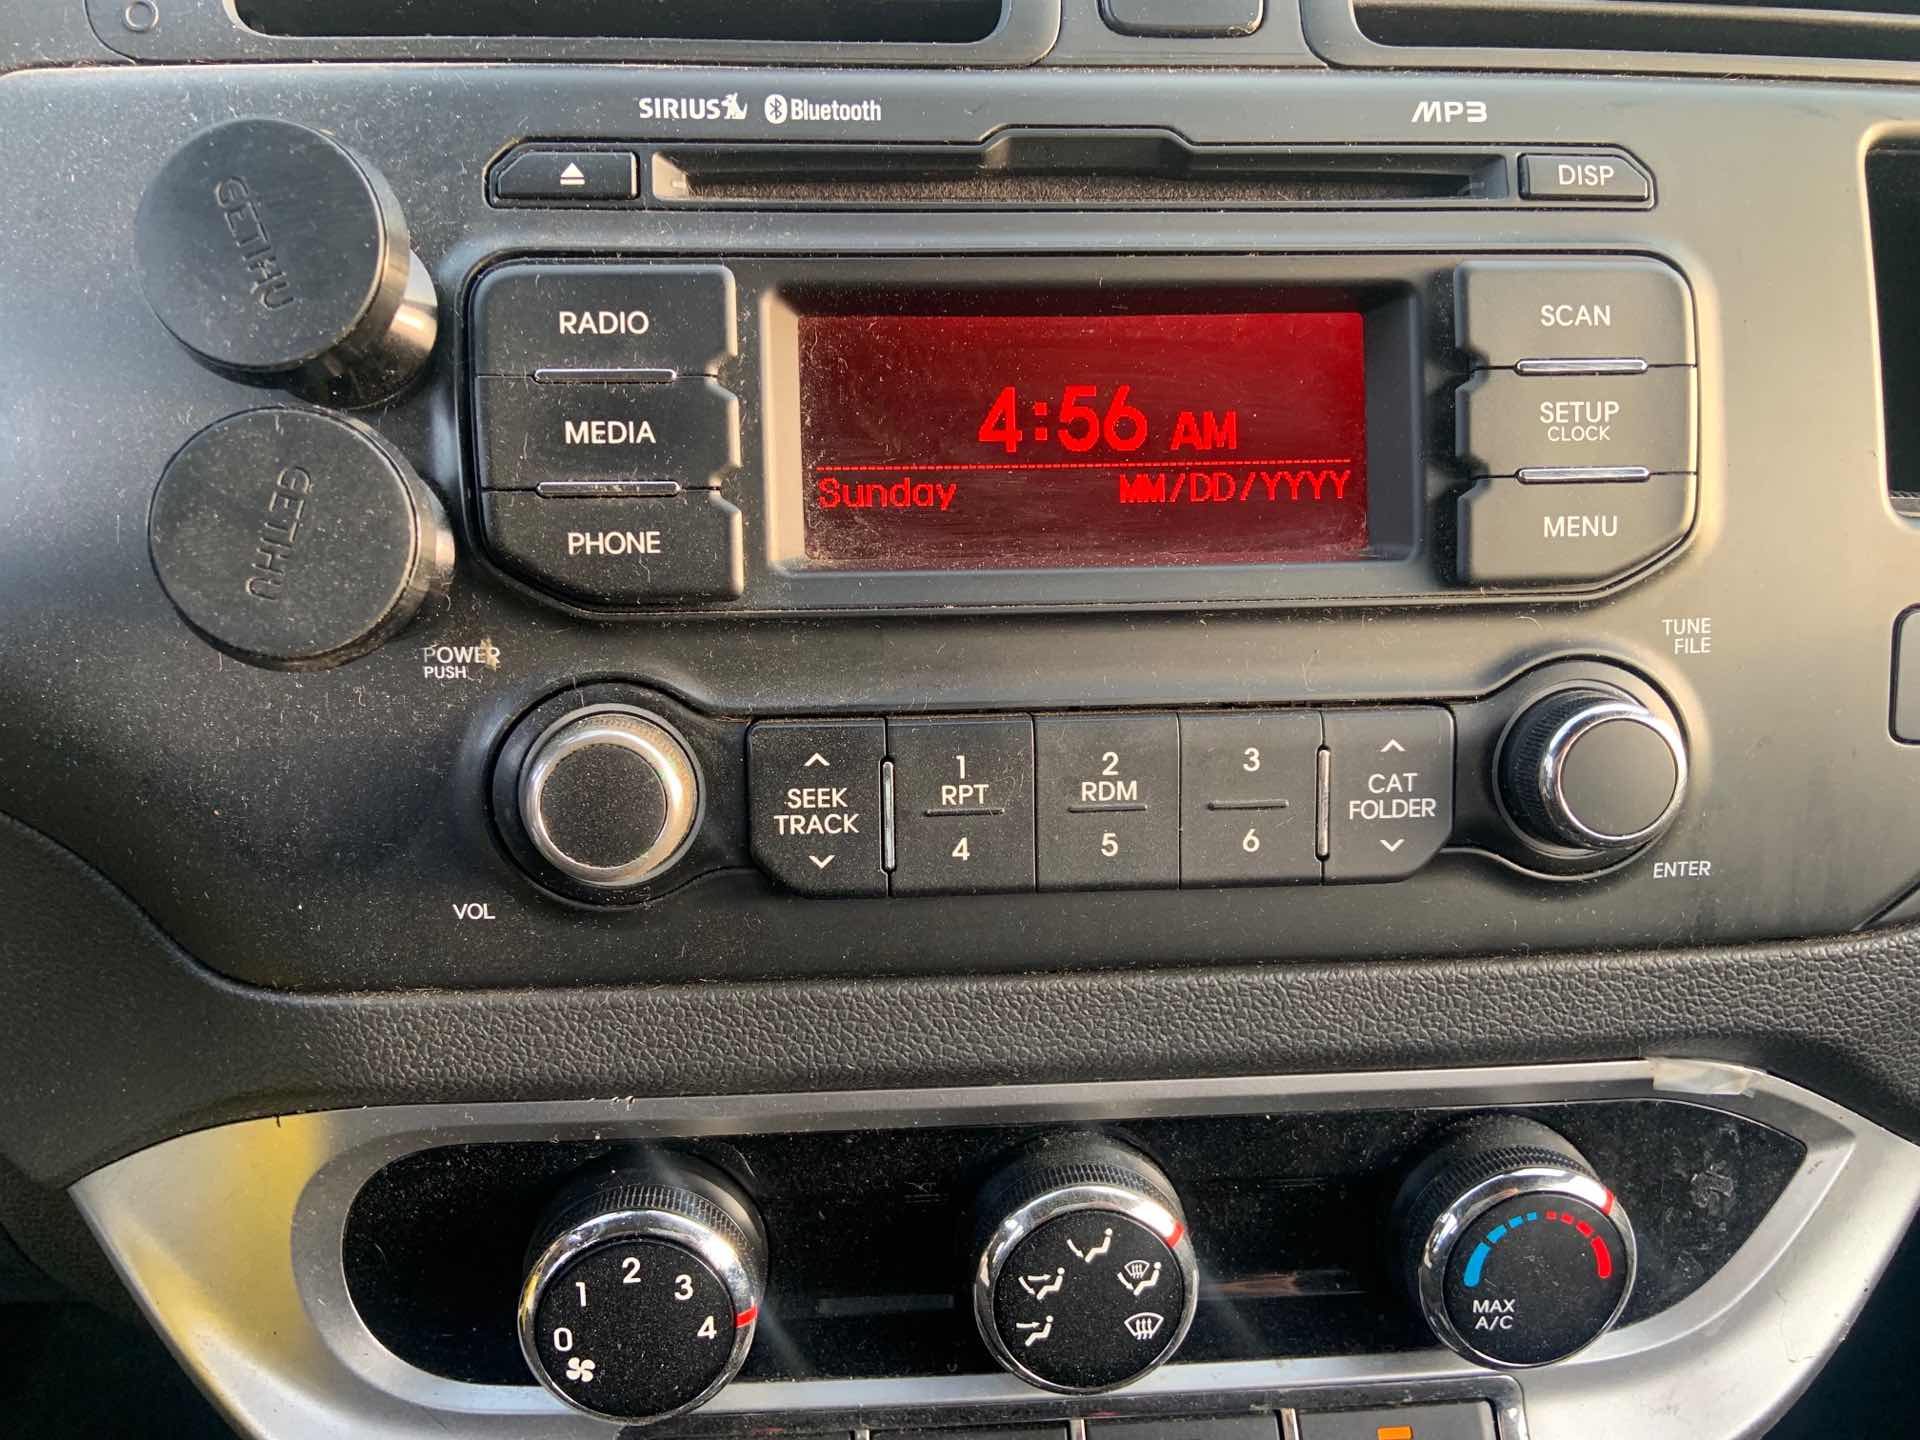 SIRIUS Bluetooth
MP3
DISP
GETHU
GETHU
RADIO
MEDIA
PHONE
4:56 AM
Sunday MM/DD/YYYY
SCAN
SETUP
CLOCK
MENU
POWER
PUSH
VOL
SEEK
TRACK
1
RPT
4
2
RDM
5
3
6
CAT
FOLDER
TUNE
FILE
ENTER
0 1 2 3 4
MAX
A/C